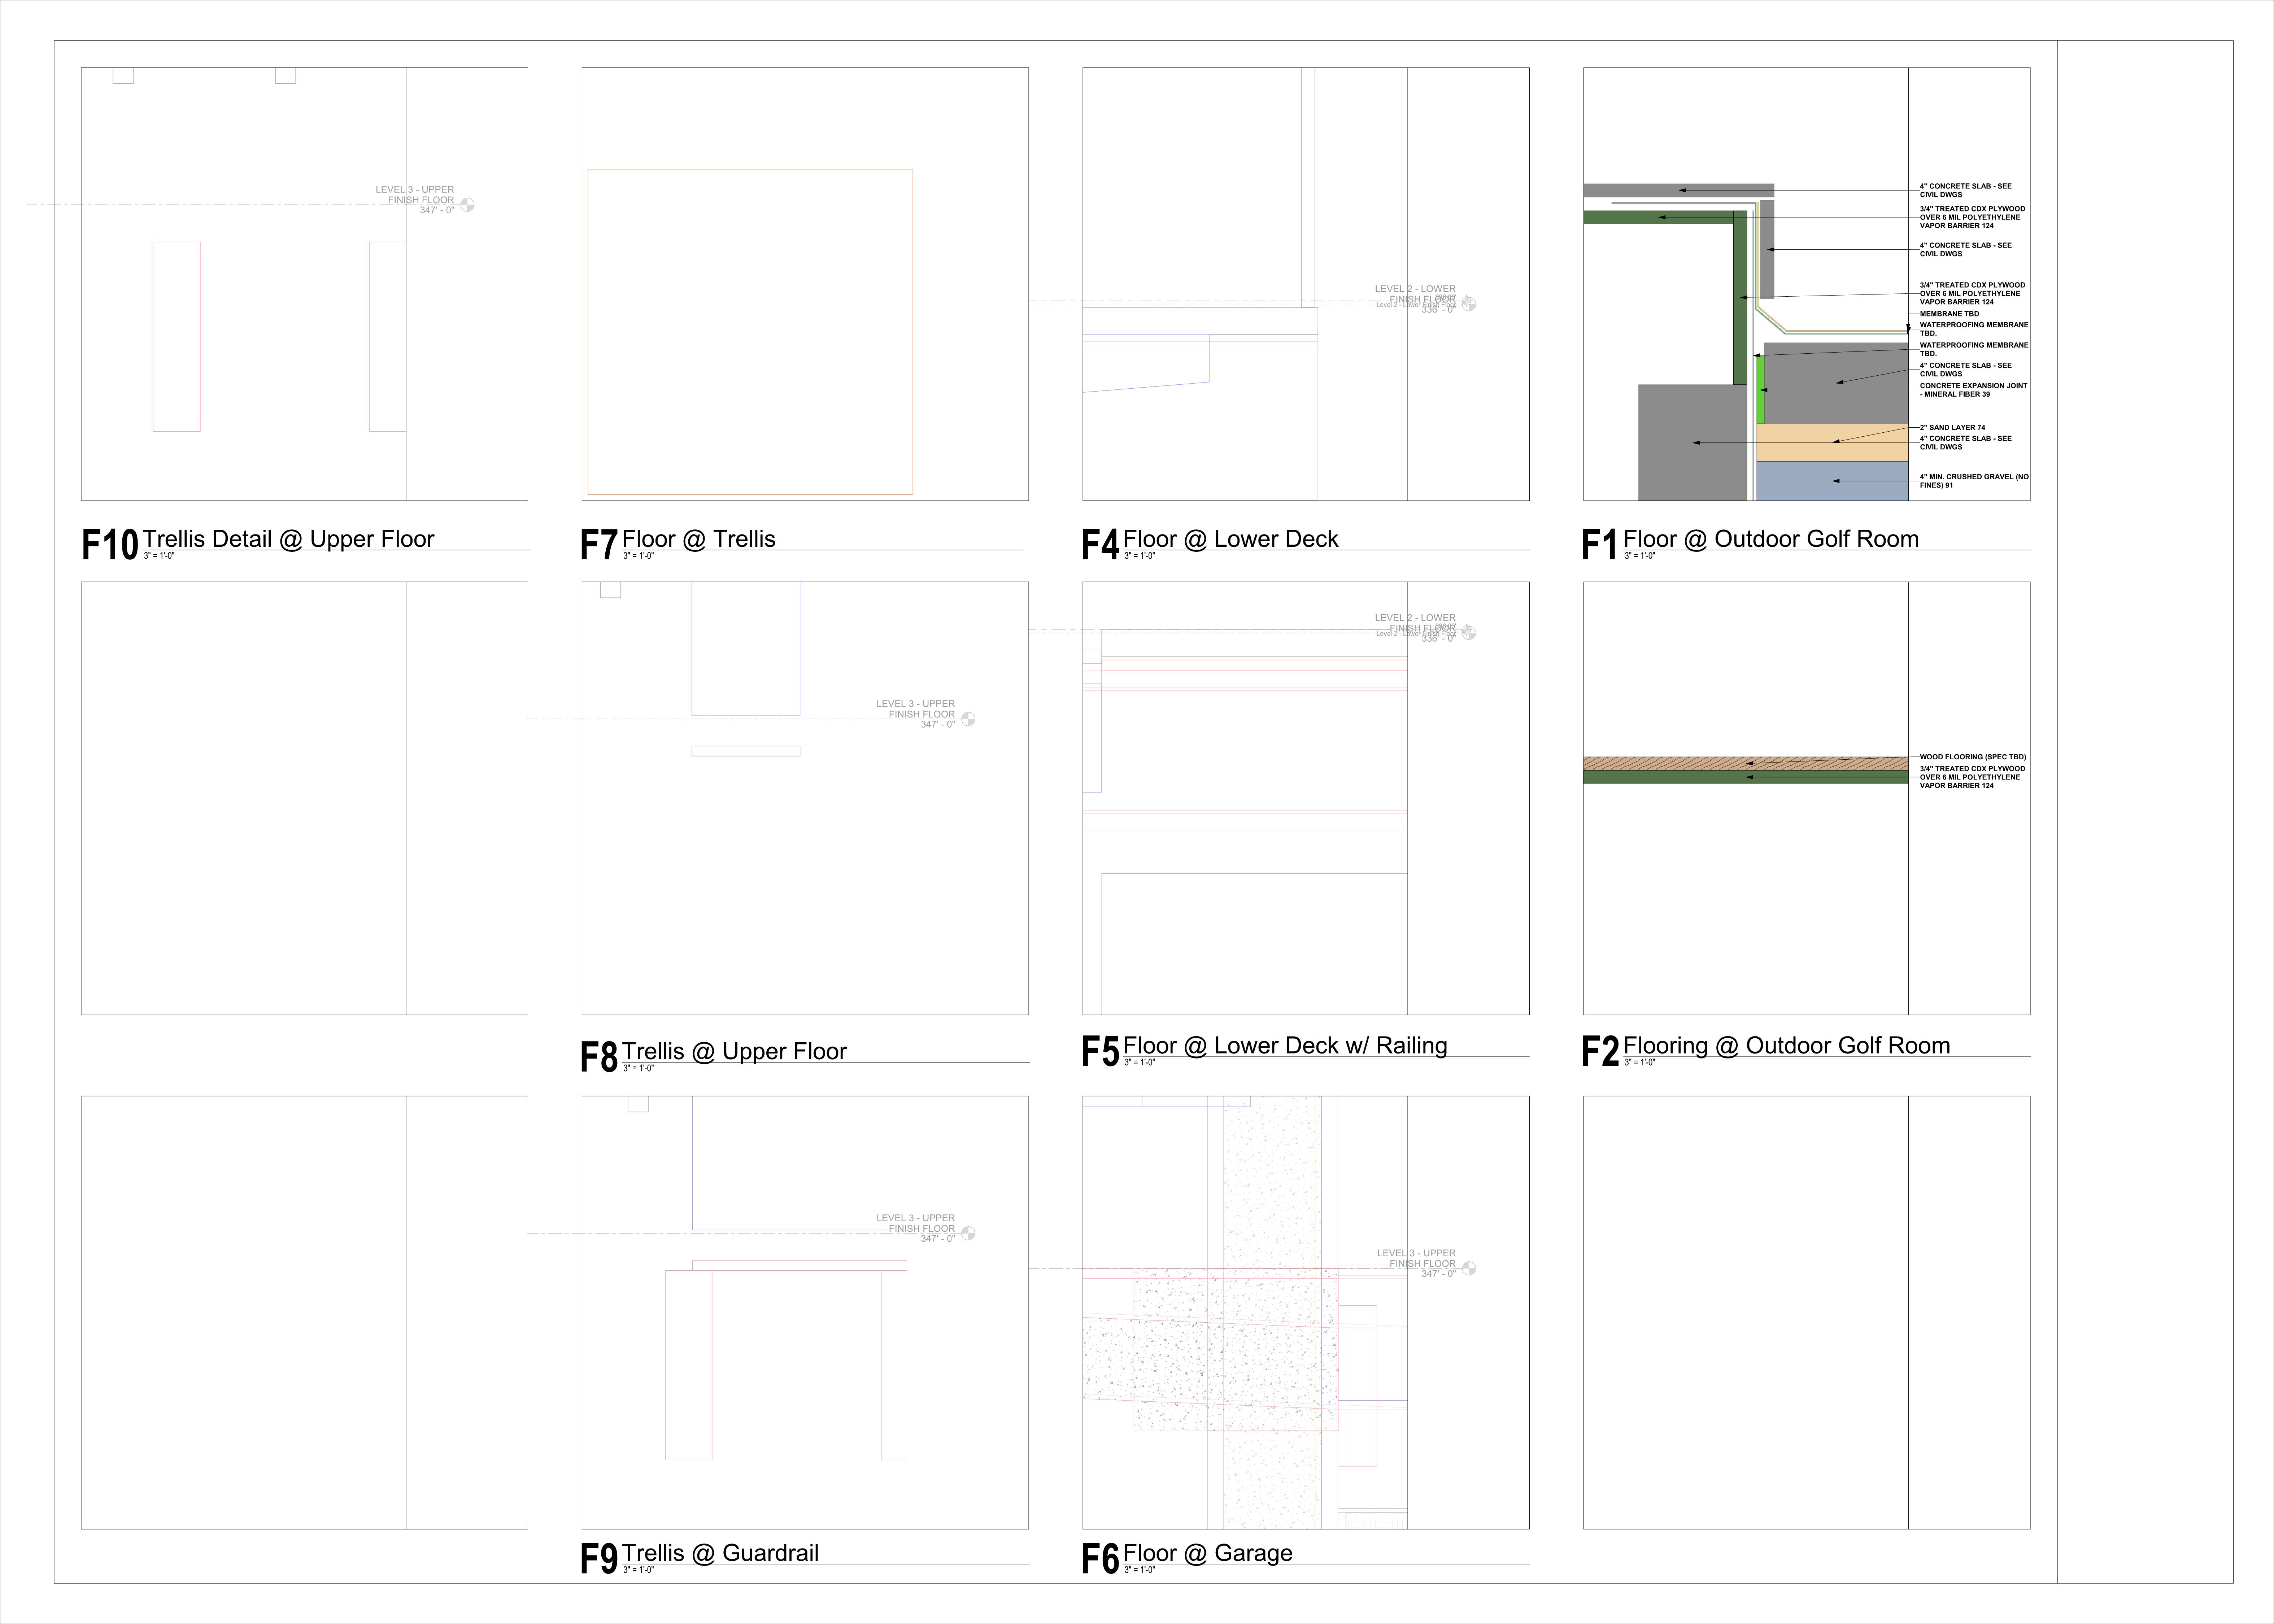 LEVEL 3 - UPPER
FINISH FLOOR
347' - 0"
F10 Trellis Detail @ Upper Floor
3" = 1'-0"
F7 Floor @ Trellis
3" = 1'-0"
LEVEL 2 - LOWER
FINISH FLOOR
Level 2 - Lower Finish Floor
336' - 0"
F4 Floor @ Lower Deck
3" = 1'-0"
4" CONCRETE SLAB - SEE
CIVIL DWGS
3/4" TREATED CDX PLYWOOD
OVER 6 MIL POLYETHYLENE
VAPOR BARRIER 124
4" CONCRETE SLAB - SEE
CIVIL DWGS
3/4" TREATED CDX PLYWOOD
OVER 6 MIL POLYETHYLENE
VAPOR BARRIER 124
MEMBRANE TBD
WATERPROOFING MEMBRANE
TBD.
WATERPROOFING MEMBRANE
TBD.
4" CONCRETE SLAB - SEE
CIVIL DWGS
CONCRETE EXPANSION JOINT
- MINERAL FIBER 39
2" SAND LAYER 74
4" CONCRETE SLAB - SEE
CIVIL DWGS
4" MIN. CRUSHED GRAVEL (NO
FINES) 91
F1 Floor @ Outdoor Golf Room
3" = 1'-0"
LEVEL 3 - UPPER
FINISH FLOOR
347' - 0"
F8 Trellis @ Upper Floor
3" = 1'-0"
LEVEL 2 - LOWER
FINISH FLOOR
Level 2 - Lower Finish Floor
336' - 0"
F5 Floor @ Lower Deck w/ Railing
3" = 1'-0"
WOOD FLOORING (SPEC TBD)
3/4" TREATED CDX PLYWOOD
OVER 6 MIL POLYETHYLENE
VAPOR BARRIER 124
F2 Flooring @ Outdoor Golf Room
3" = 1'-0"
LEVEL 3 - UPPER
FINISH FLOOR
347' - 0"
F9 Trellis @ Guardrail
3" = 1'-0"
LEVEL 3 - UPPER
FINISH FLOOR
347' - 0"
F6 Floor @ Garage
3" = 1'-0"